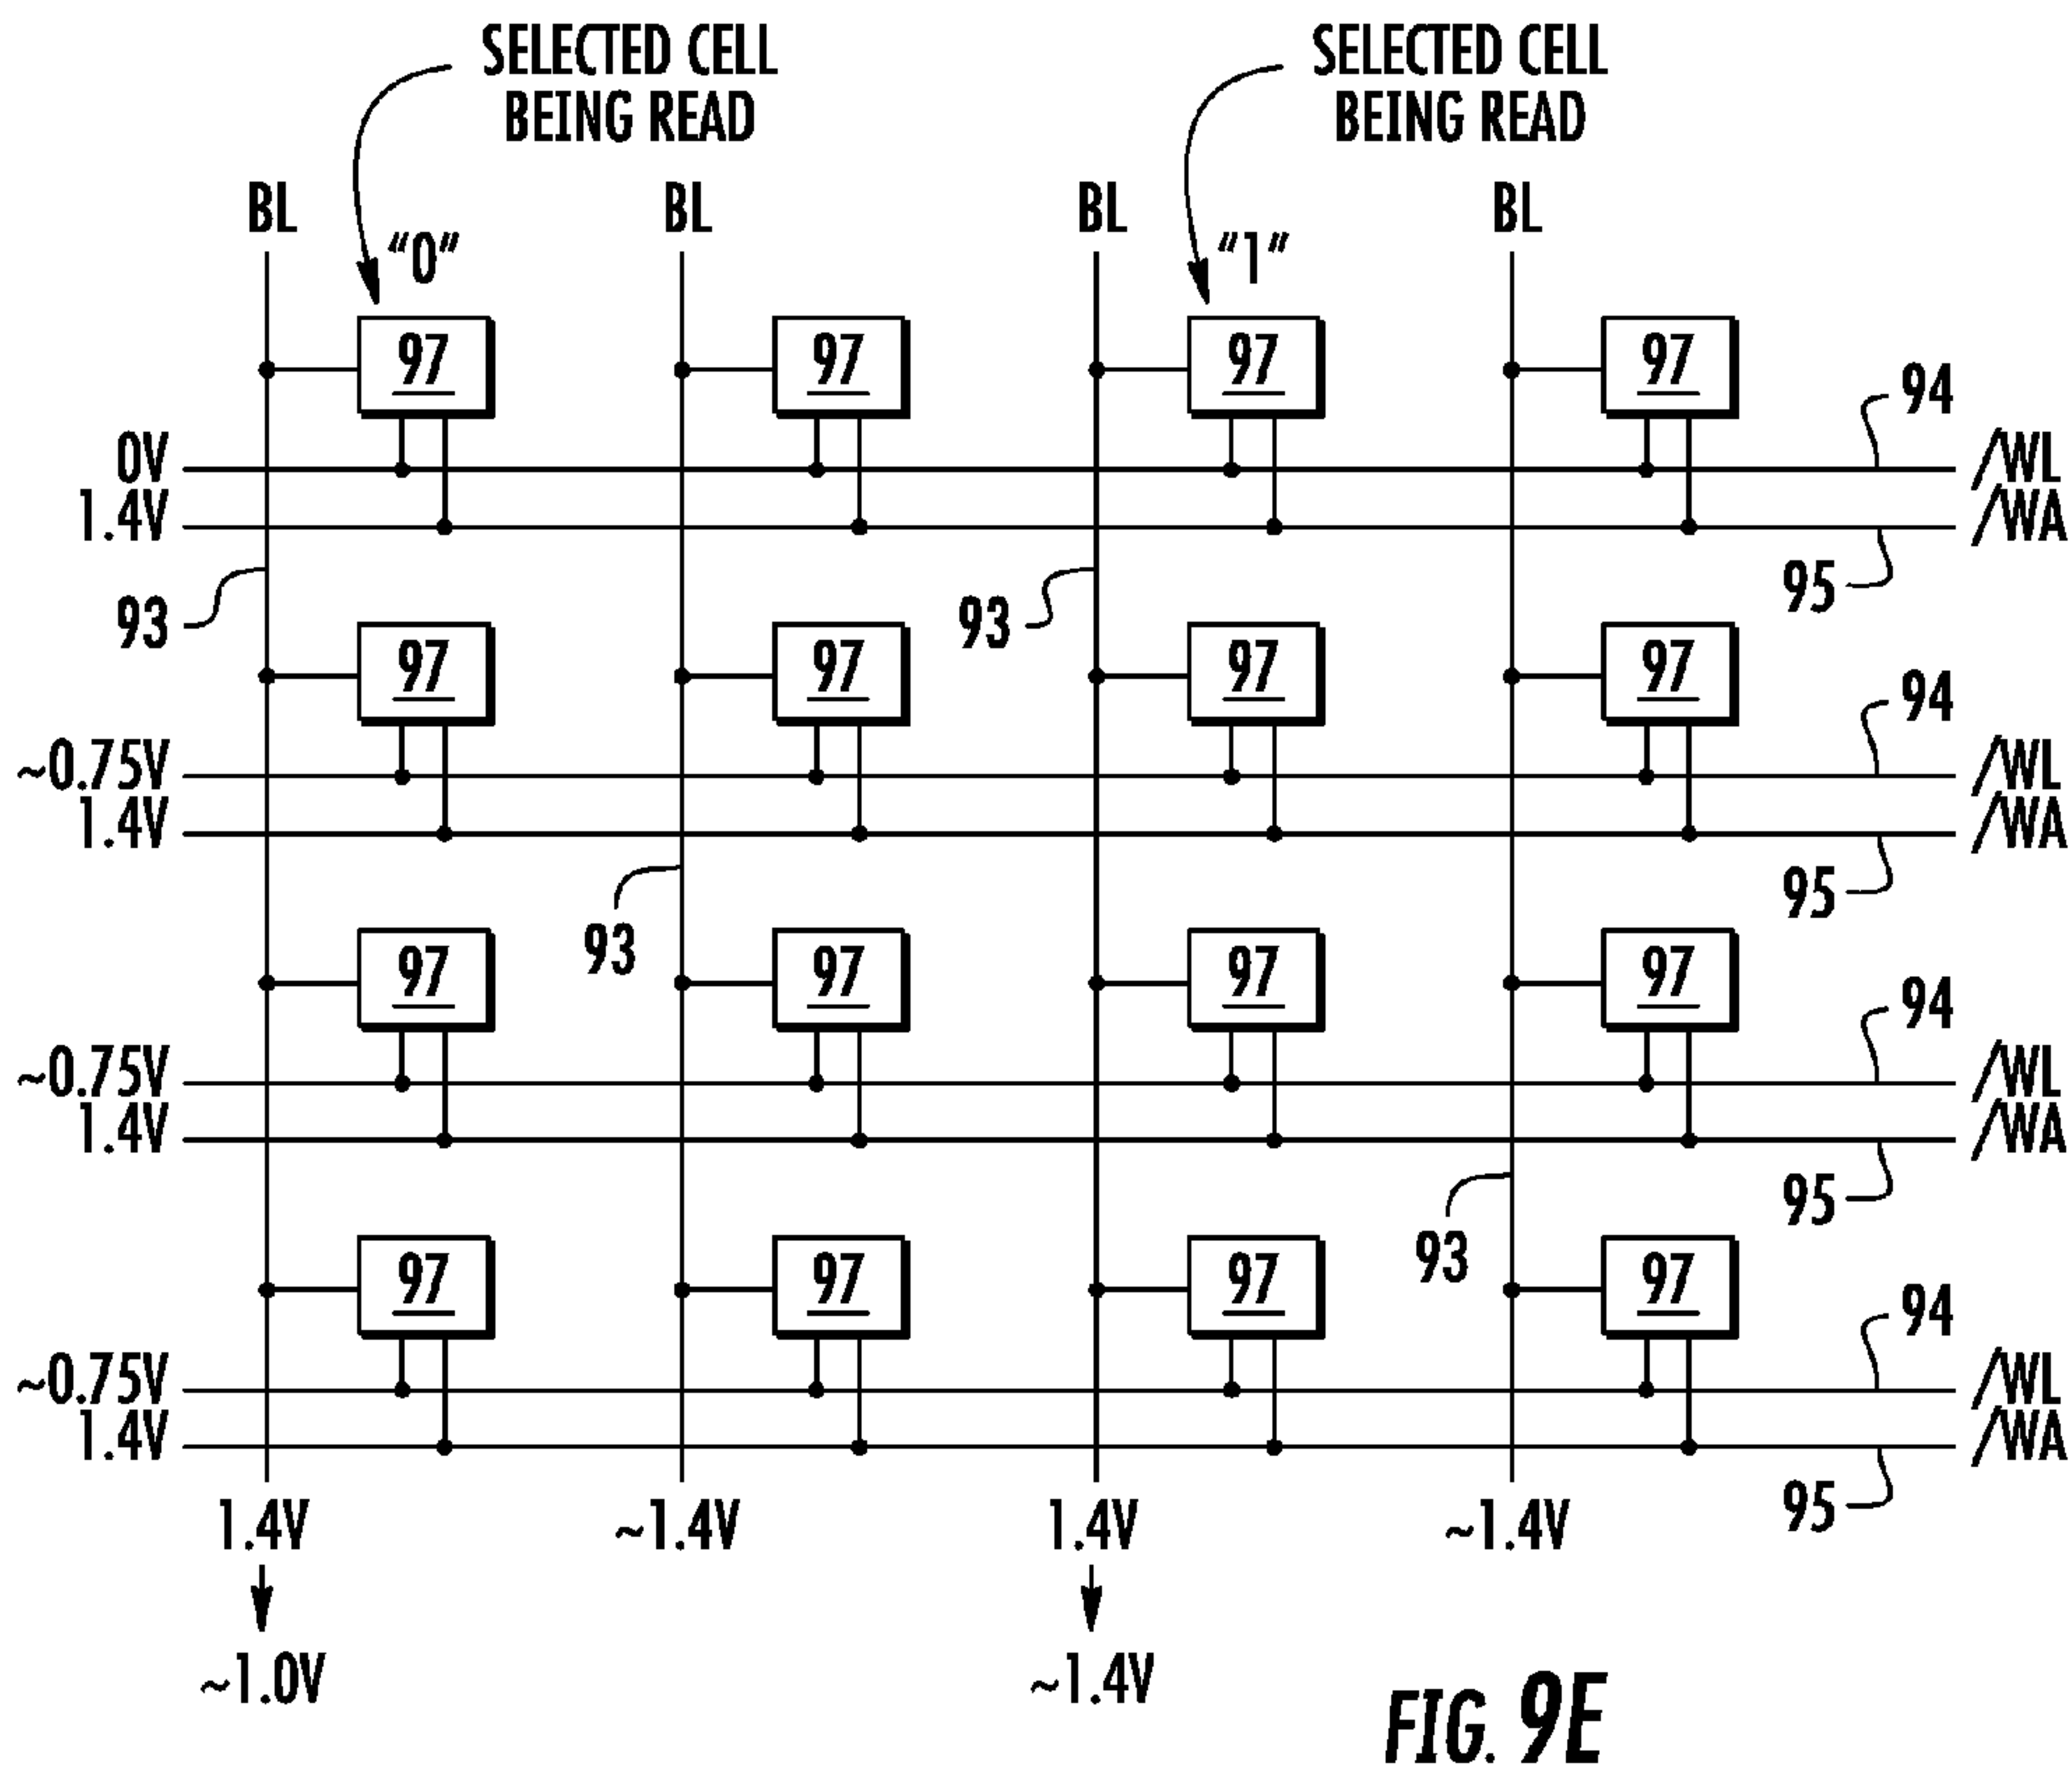 SELECTED CELL SELECTED CELL
BEING READ BEING READ
BL BL BL BL
“0” “1”
97 97 97 97
94
0V /WL
1.4V /WA
95
93 93
97 97 97 97
94
~0.75V /WL
1.4V /WA
95
93
97 97 97 97
94
~0.75V /WL
1.4V /WA
95
93
97 97 97 97
94
~0.75V /WL
1.4V /WA
95
1.4V ~1.4V 1.4V ~1.4V
~1.0V ~1.4V
FIG. 9E